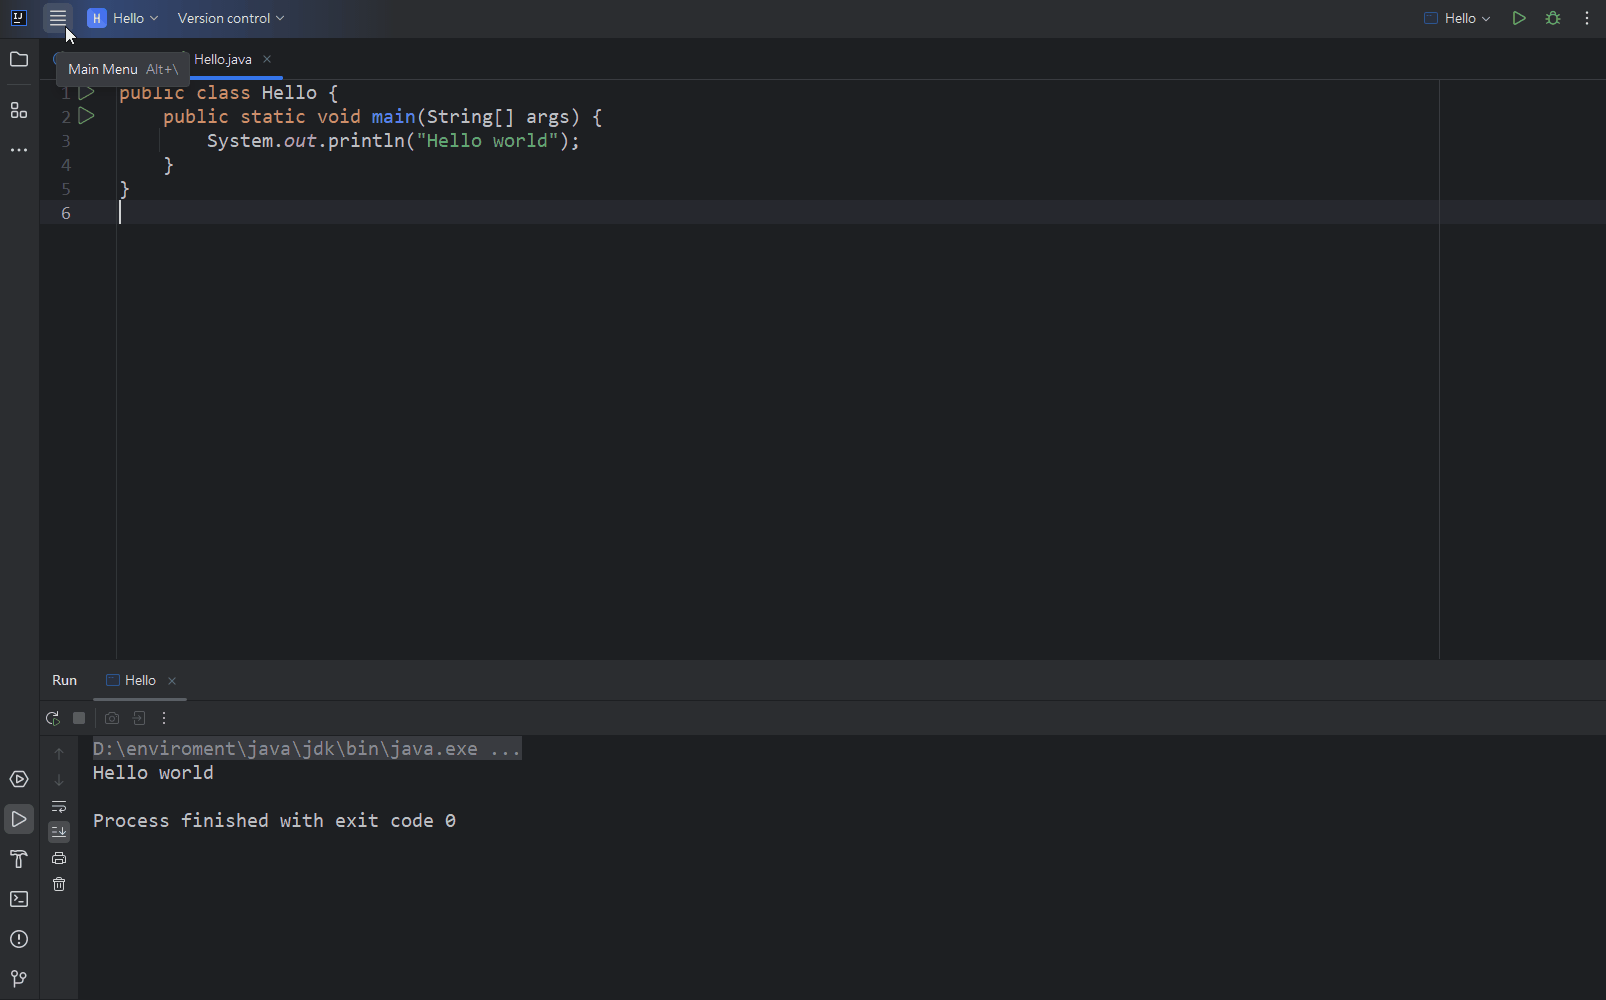 IJ H Hello Version control Hello
Hello.java
Main Menu Alt+\
1 public class Hello {
2 public static void main(String[] args) {
3 System.out.println("Hello world");
4 }
5 }
6
Run Hello
D:\enviroment\java\jdk\bin\java.exe ...
Hello world
Process finished with exit code 0